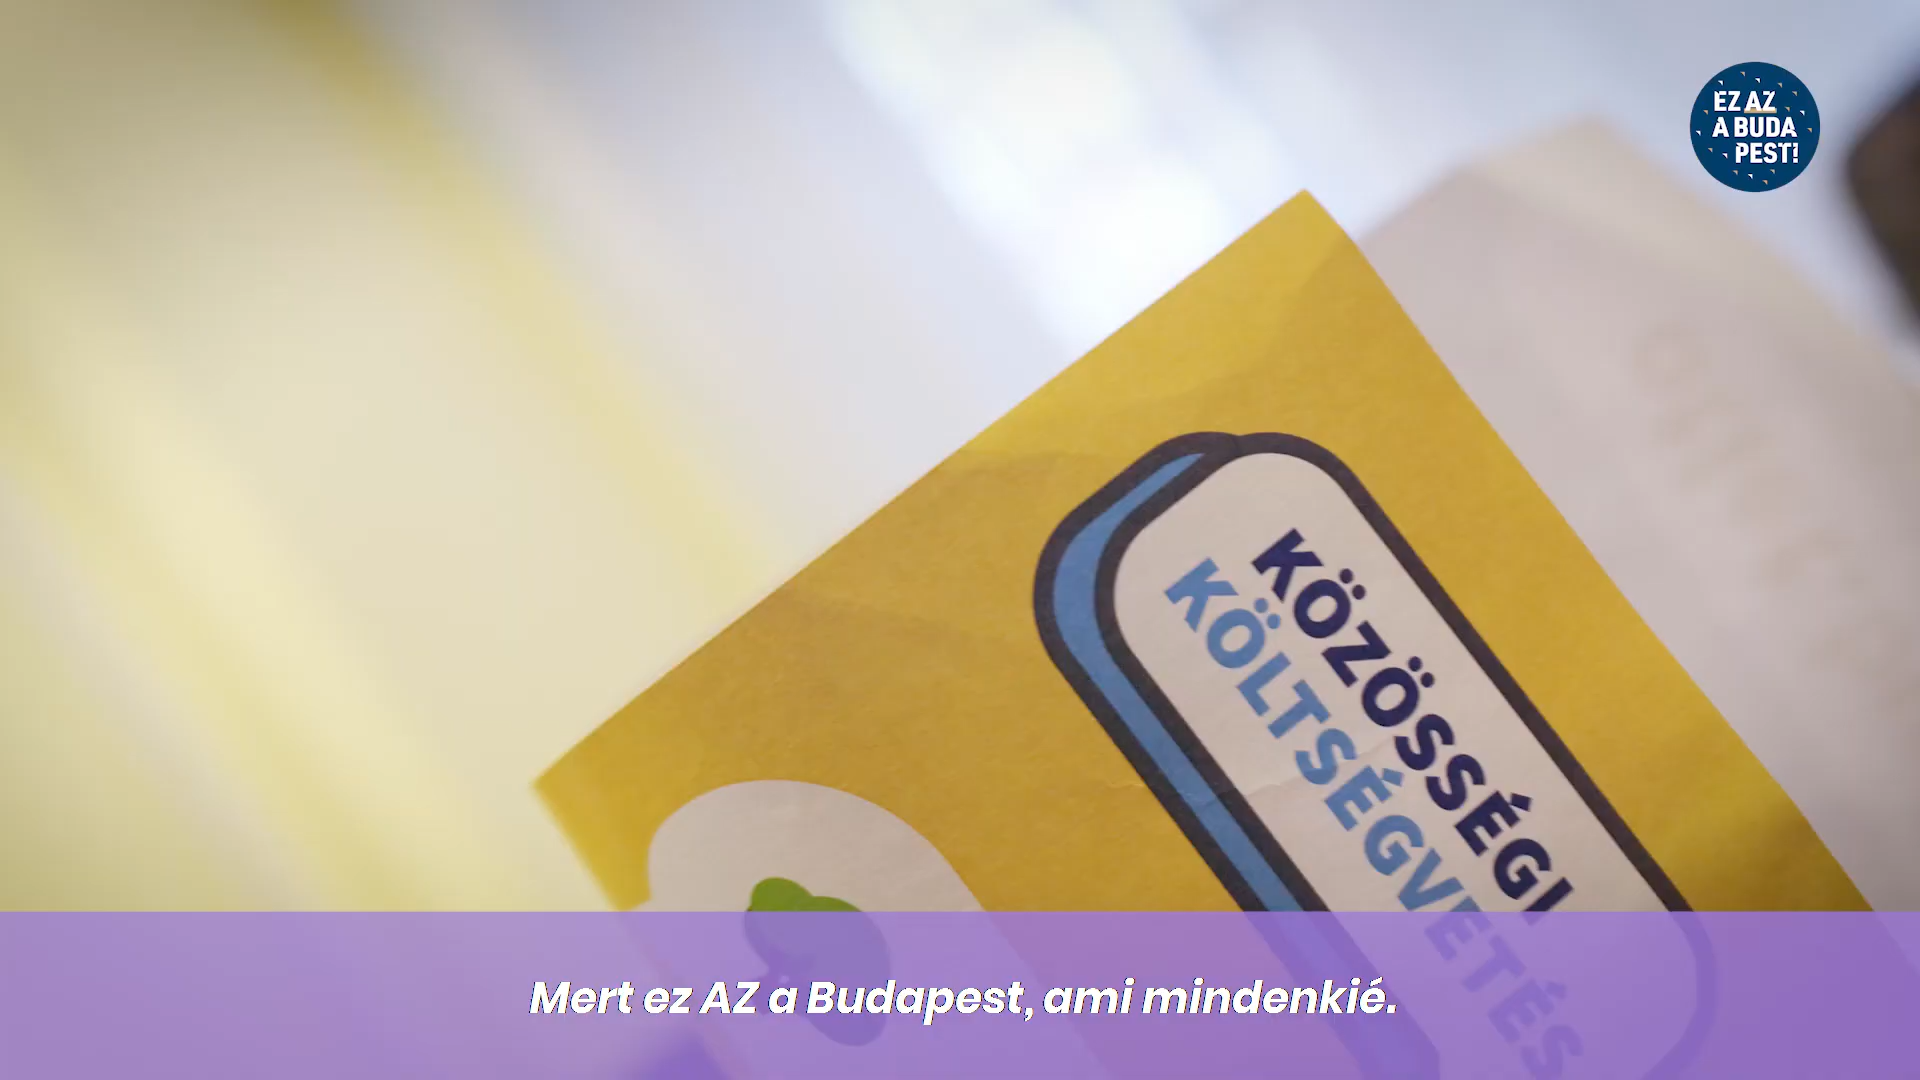 EZ AZ
A BUDA
PEST!
KÖZÖSSÉGI
KÖLTSÉGVETÉS
Mert ez AZ a Budapest, ami mindenkié.